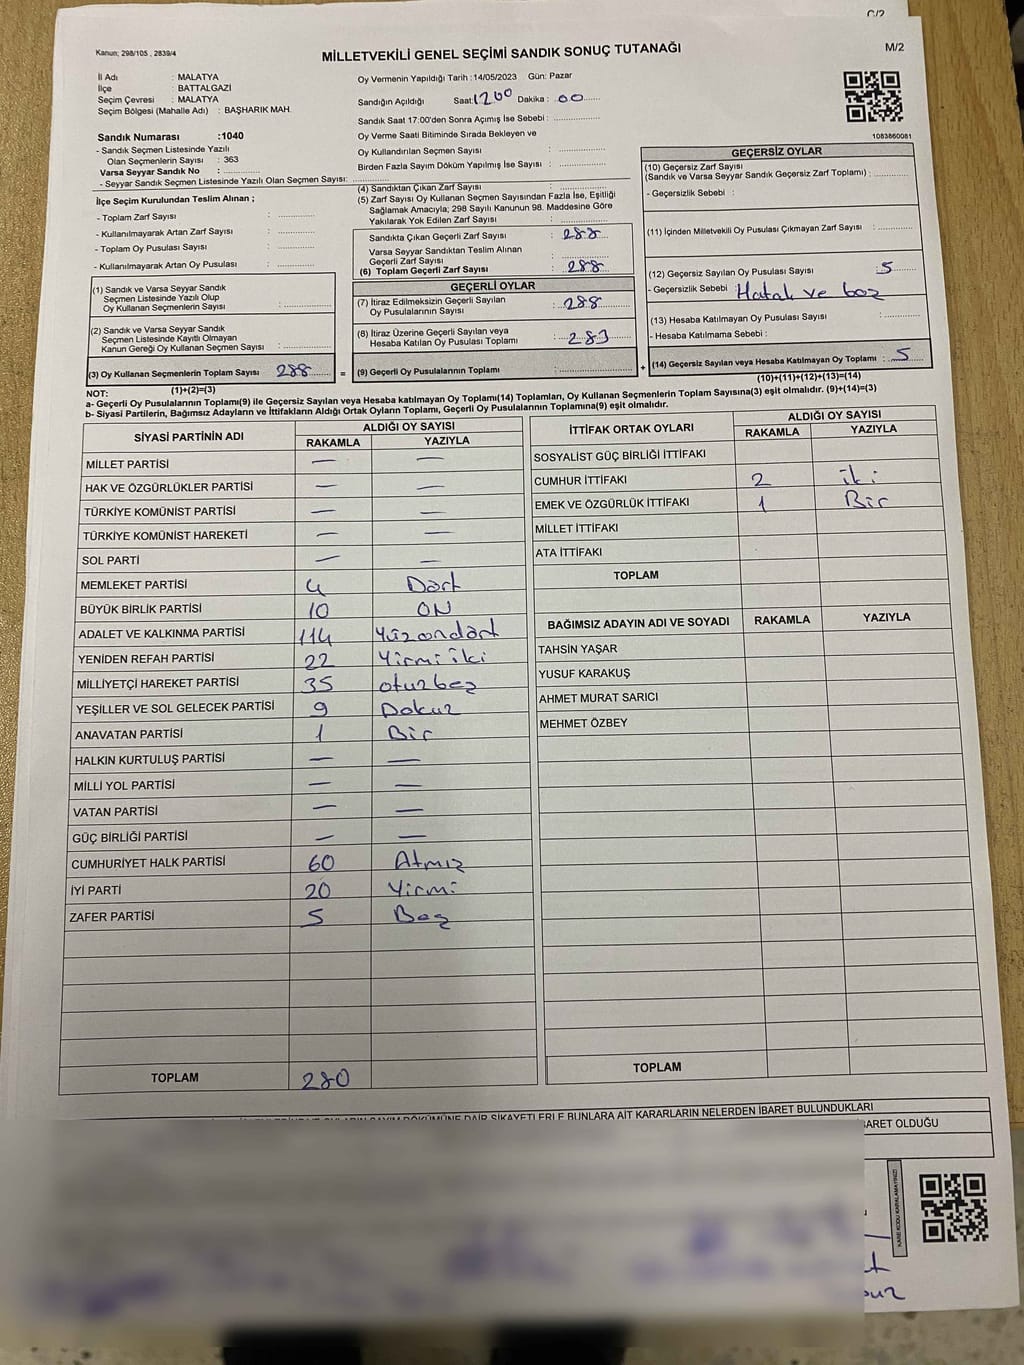 C/2
Kanun; 298/105 , 2839/4
MİLLETVEKİLİ GENEL SEÇİMİ SANDIK SONUÇ TUTANAĞI
M/2
İl Adı : MALATYA
İlçe : BATTALGAZİ
Seçim Çevresi : MALATYA
Seçim Bölgesi (Mahalle Adı) : BAŞHARIK MAH.
Sandık Numarası :1040
- Sandık Seçmen Listesinde Yazılı
Olan Seçmenlerin Sayısı : 363
Varsa Seyyar Sandık No : ............
- Seyyar Sandık Seçmen Listesinde Yazılı Olan Seçmen Sayısı: ............
Oy Vermenin Yapıldığı Tarih :14/05/2023 Gün: Pazar
Sandığın Açıldığı Saat: 1700 Dakika : 00
Sandık Saat 17:00'den Sonra Açımış İse Sebebi : ............
Oy Verme Saati Bitiminde Sırada Bekleyen ve
Oy Kullandırılan Seçmen Sayısı : ............
Birden Fazla Sayım Döküm Yapılmış İse Sayısı : ............
1083860081
İlçe Seçim Kurulundan Teslim Alınan ;
- Toplam Zarf Sayısı : ............
- Kullanılmayarak Artan Zarf Sayısı : ............
- Toplam Oy Pusulası Sayısı : ............
- Kullanılmayarak Artan Oy Pusulası : ............
(1) Sandık ve Varsa Seyyar Sandık
Seçmen Listesinde Yazılı Olup
Oy Kullanan Seçmenlerin Sayısı : ............
(2) Sandık ve Varsa Seyyar Sandık
Seçmen Listesinde Kayıtlı Olmayan
Kanun Gereği Oy Kullanan Seçmen Sayısı : ............
(3) Oy Kullanan Seçmenlerin Toplam Sayısı 288
(4) Sandıktan Çıkan Zarf Sayısı : ............
(5) Zarf Sayısı Oy Kullanan Seçmen Sayısından Fazla İse, Eşitliği
Sağlamak Amacıyla; 298 Sayılı Kanunun 98. Maddesine Göre
Yakılarak Yok Edilen Zarf Sayısı : ............
Sandıkta Çıkan Geçerli Zarf Sayısı : 288
Varsa Seyyar Sandıktan Teslim Alınan
Geçerli Zarf Sayısı : ............
(6) Toplam Geçerli Zarf Sayısı : 288
GEÇERLİ OYLAR
(7) İtiraz Edilmeksizin Geçerli Sayılan
Oy Pusulalarının Sayısı : 288
(8) İtiraz Üzerine Geçerli Sayılan veya
Hesaba Katılan Oy Pusulası Toplamı : 283
= (9) Geçerli Oy Pusulalarının Toplamı : ............
GEÇERSİZ OYLAR
(10) Geçersiz Zarf Sayısı
(Sandık ve Varsa Seyyar Sandık Geçersiz Zarf Toplamı) : ............
- Geçersizlik Sebebi :
(11) İçinden Milletvekili Oy Pusulası Çıkmayan Zarf Sayısı : ............
(12) Geçersiz Sayılan Oy Pusulası Sayısı : 5
- Geçersizlik Sebebi : Hatalı ve boş
(13) Hesaba Katılmayan Oy Pusulası Sayısı : ............
- Hesaba Katılmama Sebebi :
+ (14) Geçersiz Sayılan veya Hesaba Katılmayan Oy Toplamı : 5
NOT: (1)+(2)=(3)
(10)+(11)+(12)+(13)=(14)
a- Geçerli Oy Pusulalarının Toplamı(9) ile Geçersiz Sayılan veya Hesaba katılmayan Oy Toplamı(14) Toplamları, Oy Kullanan Seçmenlerin Toplam Sayısına(3) eşit olmalıdır. (9)+(14)=(3)
b- Siyasi Partilerin, Bağımsız Adayların ve İttifakların Aldığı Ortak Oyların Toplamı, Geçerli Oy Pusulalarının Toplamına(9) eşit olmalıdır.
SİYASİ PARTİNİN ADI ALDIĞI OY SAYISI
RAKAMLA YAZIYLA
MİLLET PARTİSİ — —
HAK VE ÖZGÜRLÜKLER PARTİSİ — —
TÜRKİYE KOMÜNİST PARTİSİ — —
TÜRKİYE KOMÜNİST HAREKETİ — —
SOL PARTİ — —
MEMLEKET PARTİSİ 4 Dört
BÜYÜK BİRLİK PARTİSİ 10 ON
ADALET VE KALKINMA PARTİSİ 114 Yüzondört
YENİDEN REFAH PARTİSİ 22 Yirmi iki
MİLLİYETÇİ HAREKET PARTİSİ 35 otuzbeş
YEŞİLLER VE SOL GELECEK PARTİSİ 9 Dokuz
ANAVATAN PARTİSİ 1 Bir
HALKIN KURTULUŞ PARTİSİ — —
MİLLİ YOL PARTİSİ — —
VATAN PARTİSİ — —
GÜÇ BİRLİĞİ PARTİSİ — —
CUMHURİYET HALK PARTİSİ 60 Atmış
İYİ PARTİ 20 Yirmi
ZAFER PARTİSİ 5 Beş
TOPLAM 280
İTTİFAK ORTAK OYLARI ALDIĞI OY SAYISI
RAKAMLA YAZIYLA
SOSYALİST GÜÇ BİRLİĞİ İTTİFAKI
CUMHUR İTTİFAKI 2 iki
EMEK VE ÖZGÜRLÜK İTTİFAKI 1 Bir
MİLLET İTTİFAKI
ATA İTTİFAKI
TOPLAM
BAĞIMSIZ ADAYIN ADI VE SOYADI RAKAMLA YAZIYLA
TAHSİN YAŞAR
YUSUF KARAKUŞ
AHMET MURAT SARICI
MEHMET ÖZBEY
TOPLAM
OYLARIN SAYIM DÖKÜMÜNE DAİR ŞİKAYETLERLE BUNLARA AİT KARARLARIN NELERDEN İBARET BULUNDUKLARI
BARET OLDUĞU
KARE KODU KARALAMAYINIZ!